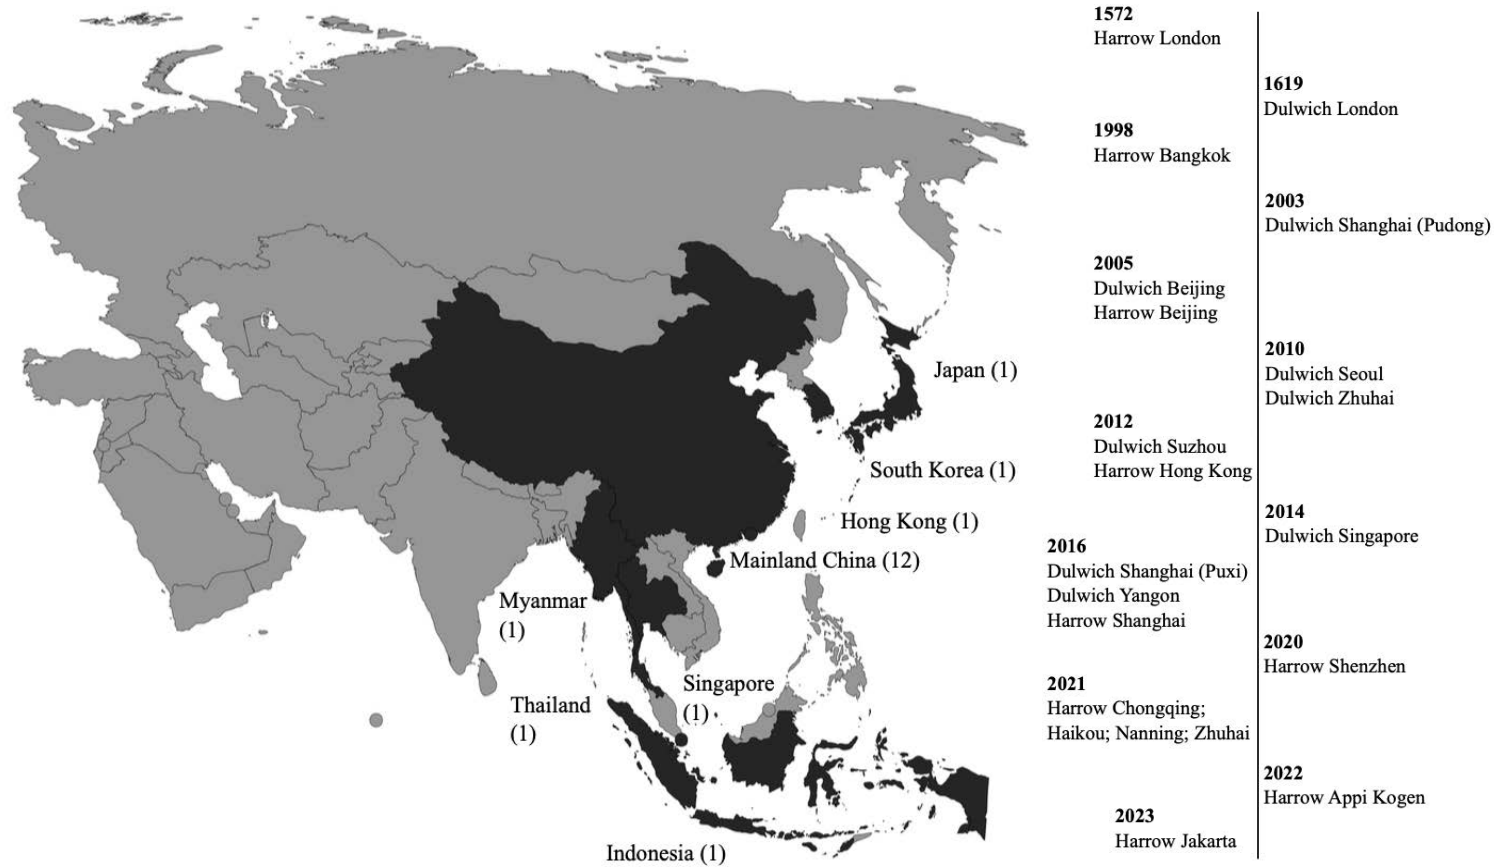 Japan (1)
South Korea (1)
Hong Kong (1)
Mainland China (12)
Myanmar
(1)
Thailand
(1)
Singapore
(1)
Indonesia (1)
1572
Harrow London
1619
Dulwich London
1998
Harrow Bangkok
2003
Dulwich Shanghai (Pudong)
2005
Dulwich Beijing
Harrow Beijing
2010
Dulwich Seoul
Dulwich Zhuhai
2012
Dulwich Suzhou
Harrow Hong Kong
2014
Dulwich Singapore
2016
Dulwich Shanghai (Puxi)
Dulwich Yangon
Harrow Shanghai
2020
Harrow Shenzhen
2021
Harrow Chongqing;
Haikou; Nanning; Zhuhai
2022
Harrow Appi Kogen
2023
Harrow Jakarta